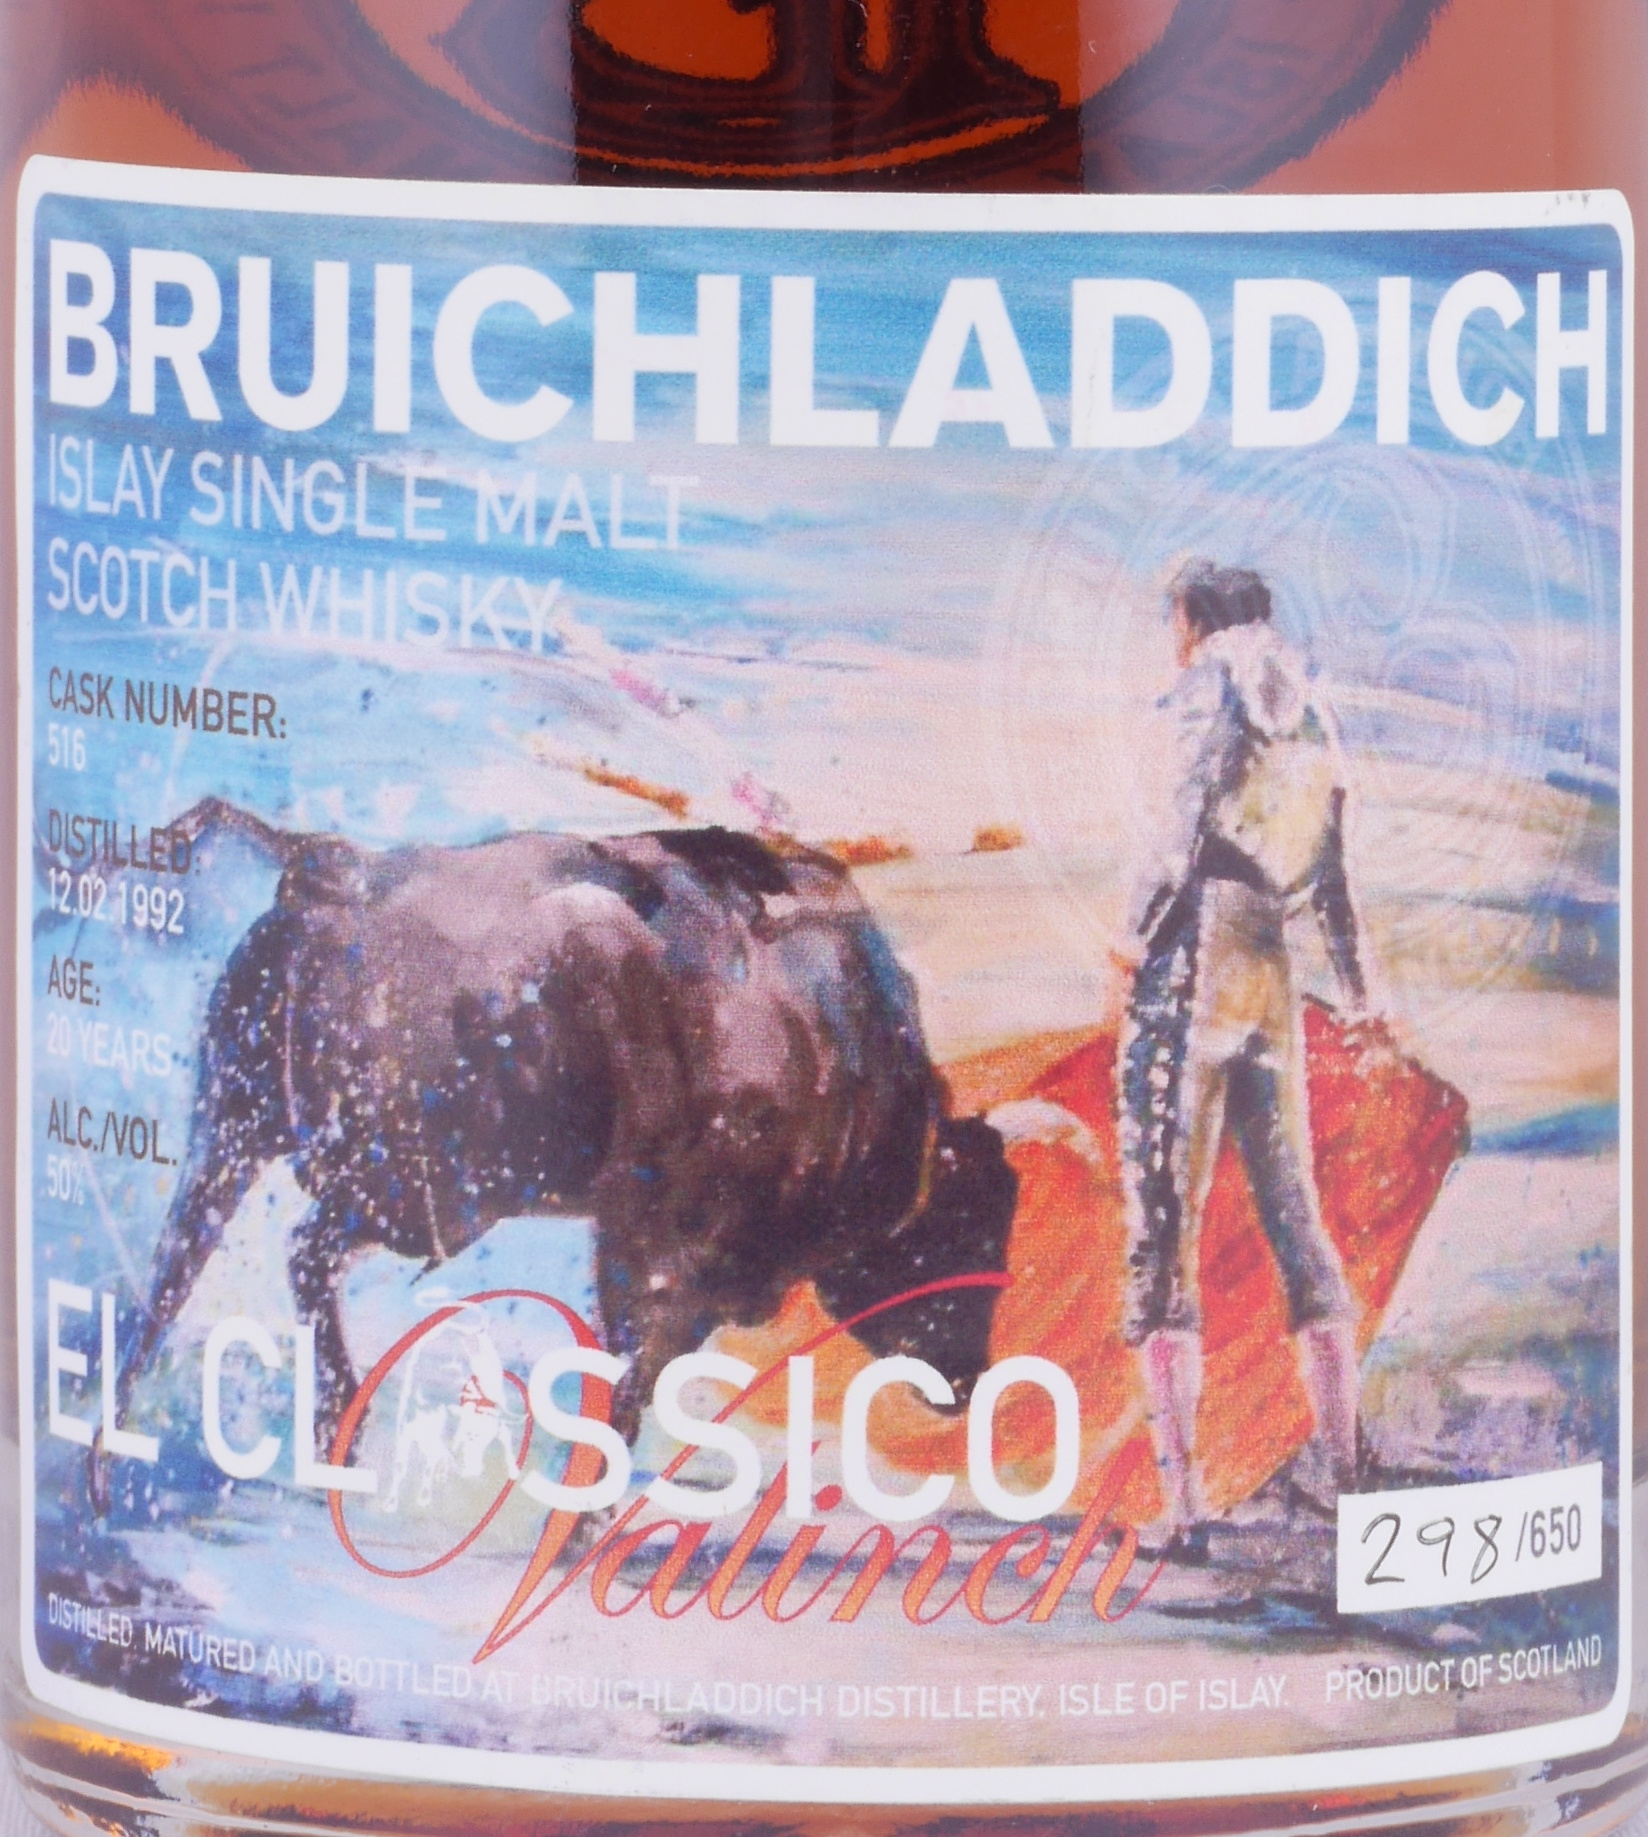 BRUICHLADDICH
ISLAY SINGLE MALT
SCOTCH WHISKY
CASK NUMBER:
516
DISTILLED:
12.02.1992
AGE:
20 YEARS
ALC./VOL.
50%
EL CLASSICO
Valinch
298/650
DISTILLED, MATURED AND BOTTLED AT BRUICHLADDICH DISTILLERY, ISLE OF ISLAY. PRODUCT OF SCOTLAND